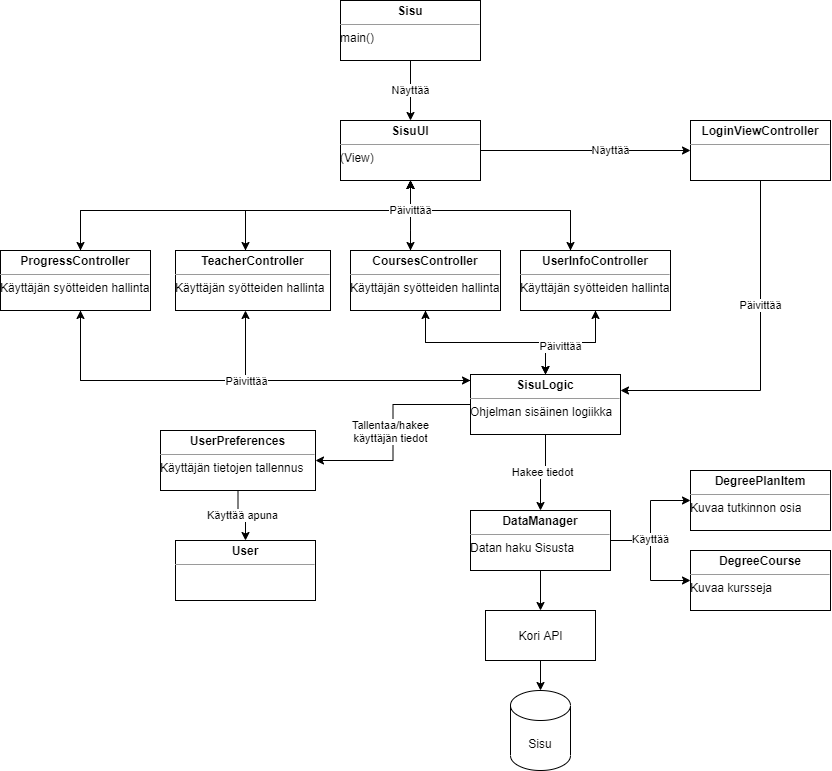 Sisu
main()
Näyttää
SisuUI
(View)
Näyttää
LoginViewController
Päivittää
ProgressController
Käyttäjän syötteiden hallinta
TeacherController
Käyttäjän syötteiden hallinta
CoursesController
Käyttäjän syötteiden hallinta
UserInfoController
Käyttäjän syötteiden hallinta
Päivittää
Päivittää
Päivittää
SisuLogic
Ohjelman sisäinen logiikka
Tallentaa/hakee
käyttäjän tiedot
UserPreferences
Käyttäjän tietojen tallennus
Hakee tiedot
Käyttää apuna
User
DataManager
Datan haku Sisusta
Käyttää
DegreePlanItem
Kuvaa tutkinnon osia
DegreeCourse
Kuvaa kursseja
Kori API
Sisu